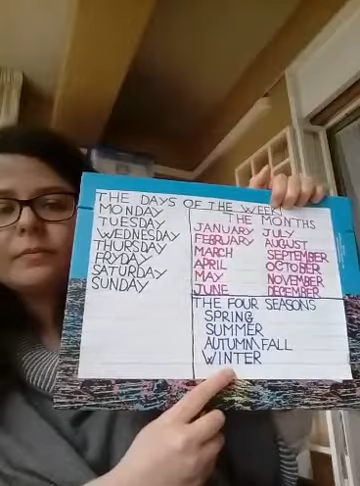 THE DAYS OF THE WEEK
MONDAY
TUESDAY
WEDNESDAY
THURSDAY
FRYDAY
SATURDAY
SUNDAY
THE MONTHS
JANUARY JULY
FEBRUARY AUGUST
MARCH SEPTEMBER
APRIL OCTOBER
MAY NOVEMBER
JUNE DECEMBER
THE FOUR SEASONS
SPRING
SUMMER
AUTUMN\FALL
WINTER